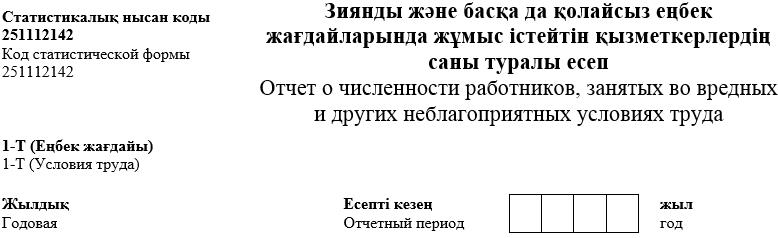 Статистикалық нысан коды
251112142
Код статистической формы
251112142
Зиянды және басқа да қолайсыз еңбек
жағдайларында жұмыс істейтін қызметкерлердің
саны туралы есеп
Отчет о численности работников, занятых во вредных
и других неблагоприятных условиях труда
1-Т (Еңбек жағдайы)
1-Т (Условия труда)
Жылдық
Годовая
Есепті кезең
Отчетный период
жыл
год